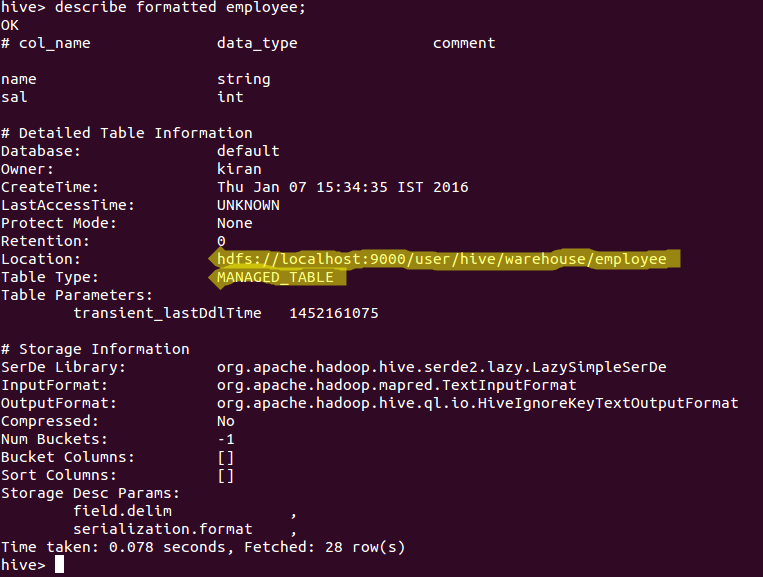 hive> describe formatted employee;
OK
# col_name data_type comment
name string
sal int
# Detailed Table Information
Database: default
Owner: kiran
CreateTime: Thu Jan 07 15:34:35 IST 2016
LastAccessTime: UNKNOWN
Protect Mode: None
Retention: 0
Location: hdfs://localhost:9000/user/hive/warehouse/employee
Table Type: MANAGED_TABLE
Table Parameters:
transient_lastDdlTime 1452161075
# Storage Information
SerDe Library: org.apache.hadoop.hive.serde2.lazy.LazySimpleSerDe
InputFormat: org.apache.hadoop.mapred.TextInputFormat
OutputFormat: org.apache.hadoop.hive.ql.io.HiveIgnoreKeyTextOutputFormat
Compressed: No
Num Buckets: -1
Bucket Columns: []
Sort Columns: []
Storage Desc Params:
field.delim ,
serialization.format ,
Time taken: 0.078 seconds, Fetched: 28 row(s)
hive>